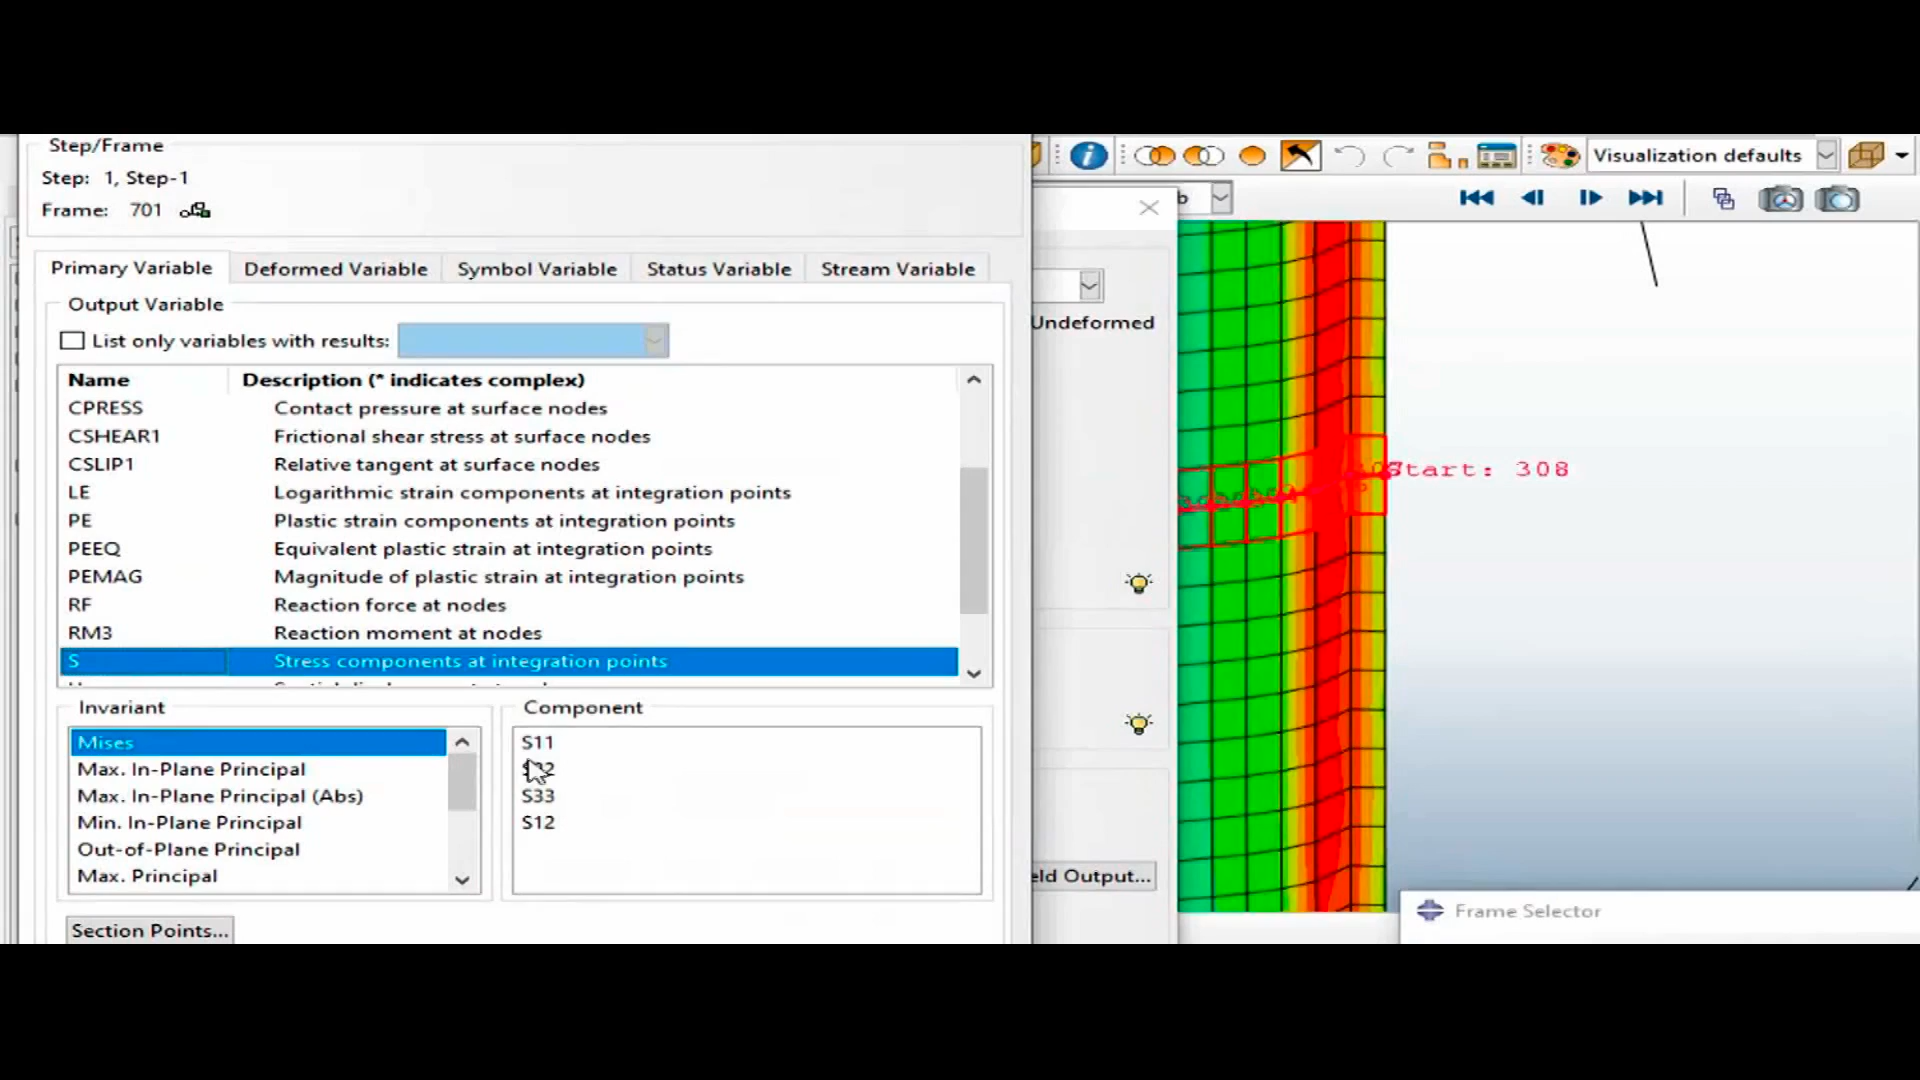 Step/Frame
Step: 1, Step-1
Frame: 701
Primary Variable
Deformed Variable
Symbol Variable
Status Variable
Stream Variable
Output Variable
List only variables with results:
Name Description (* indicates complex)
CPRESS Contact pressure at surface nodes
CSHEAR1 Frictional shear stress at surface nodes
CSLIP1 Relative tangent at surface nodes
LE Logarithmic strain components at integration points
PE Plastic strain components at integration points
PEEQ Equivalent plastic strain at integration points
PEMAG Magnitude of plastic strain at integration points
RF Reaction force at nodes
RM3 Reaction moment at nodes
S Stress components at integration points
Invariant
Mises
Max. In-Plane Principal
Max. In-Plane Principal (Abs)
Min. In-Plane Principal
Out-of-Plane Principal
Max. Principal
Component
S11
S33
S12
Section Points...
Visualization defaults
b
Undeformed
eld Output...
Start: 308
Frame Selector